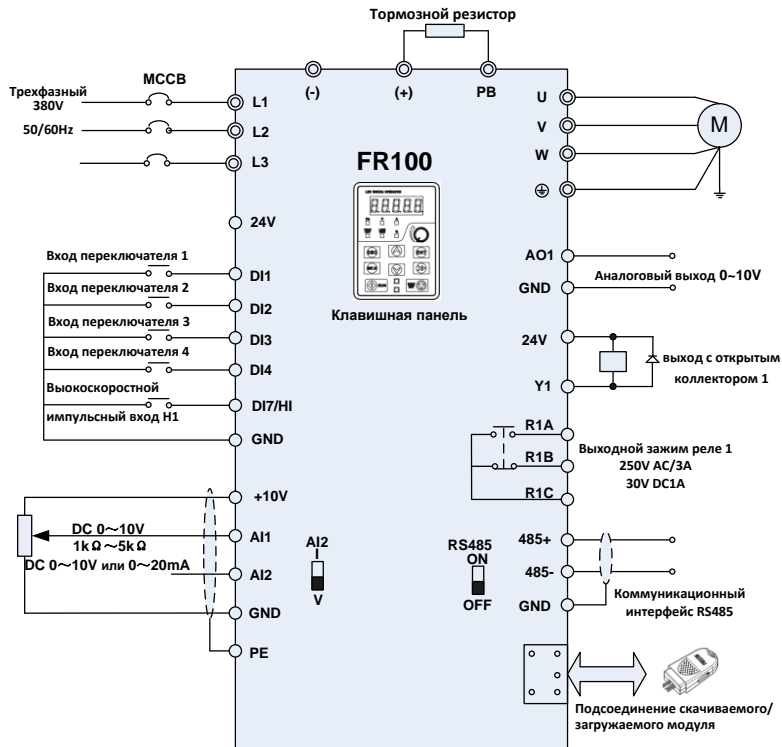 Тормозной резистор
Трехфазный
380V
50/60Hz
MCCB
L1
L2
L3
(-)
(+)
PB
U
V
W
M
FR100
LED DIGITAL OPERATOR
Клавишная панель
24V
Вход переключателя 1
DI1
Вход переключателя 2
DI2
Вход переключателя 3
DI3
Вход переключателя 4
DI4
Выокоскоростной
импульсный вход H1
DI7/HI
GND
+10V
DC 0～10V
1kΩ～5kΩ
AI1
DC 0～10V или 0～20mA
AI2
GND
PE
AI2
I
V
RS485
ON
OFF
AO1
Аналоговый выход 0~10V
GND
24V
выход с открытым
коллектором 1
Y1
R1A
R1B
R1C
Выходной зажим реле 1
250V AC/3A
30V DC1A
485+
485-
GND
Коммуникационный
интерфейс RS485
Подсоединение скачиваемого/
загружаемого модуля